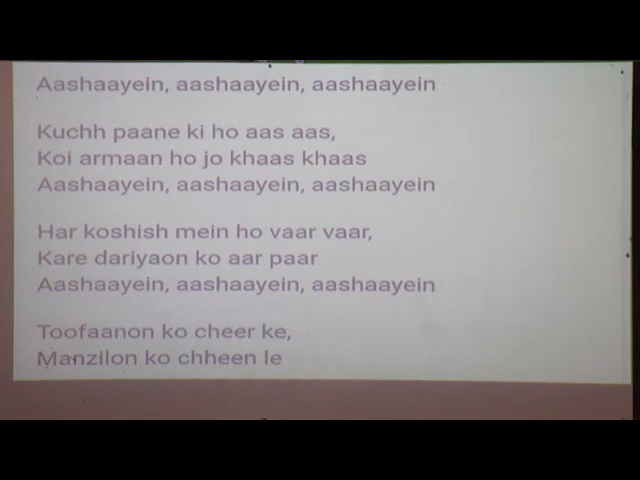 Aashaayein, aashaayein, aashaayein
Kuchh paane ki ho aas aas,
Koi armaan ho jo khaas khaas
Aashaayein, aashaayein, aashaayein
Har koshish mein ho vaar vaar,
Kare dariyaon ko aar paar
Aashaayein, aashaayein, aashaayein
Toofaanon ko cheer ke,
Manzilon ko chheen le